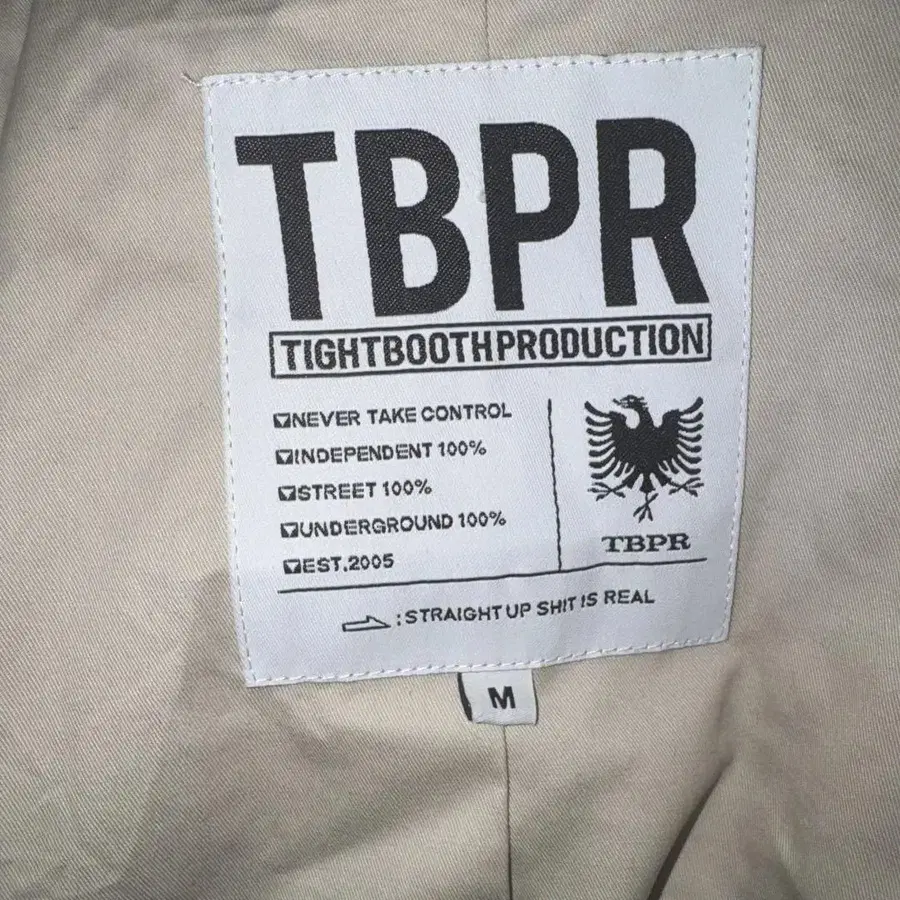 TBPR
TIGHTBOOTHPRODUCTION
NEVER TAKE CONTROL
INDEPENDENT 100%
STREET 100%
UNDERGROUND 100%
EST.2005
TBPR
:STRAIGHT UP SHIT IS REAL
M